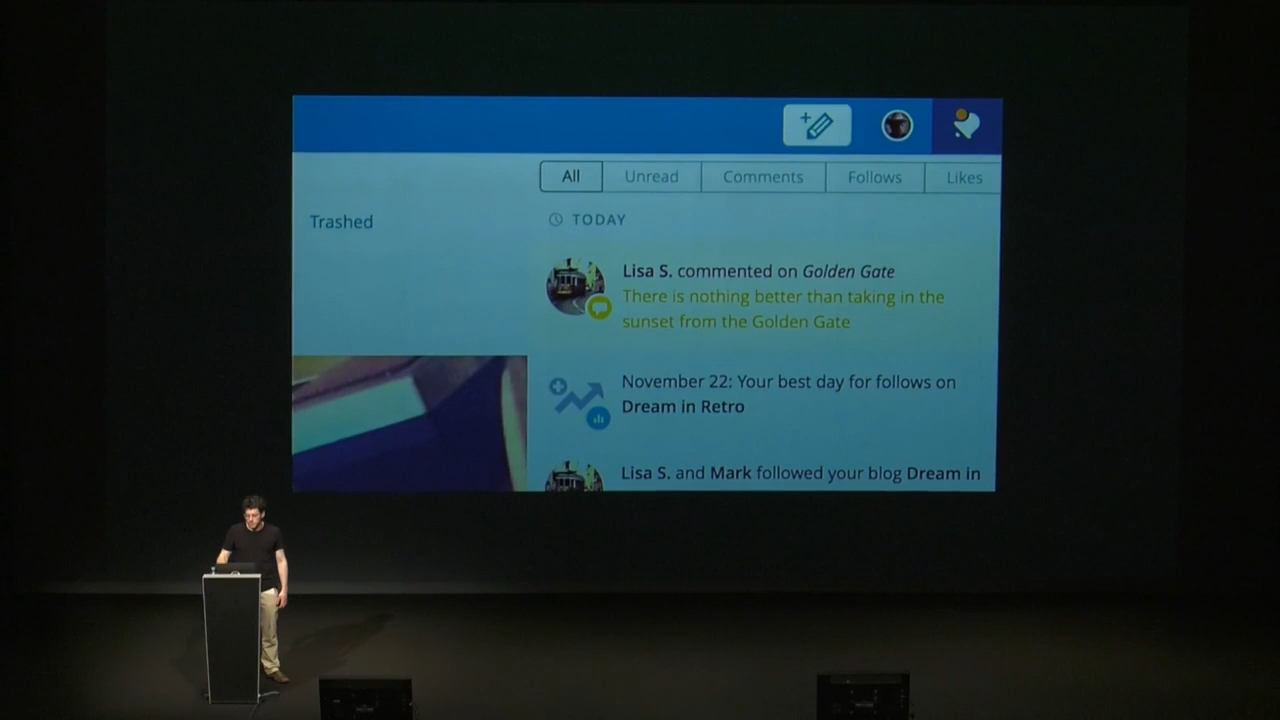 All
Unread
Comments
Follows
Likes
Trashed
TODAY
Lisa S. commented on Golden Gate
There is nothing better than taking in the
sunset from the Golden Gate
November 22: Your best day for follows on
Dream in Retro
Lisa S. and Mark followed your blog Dream in